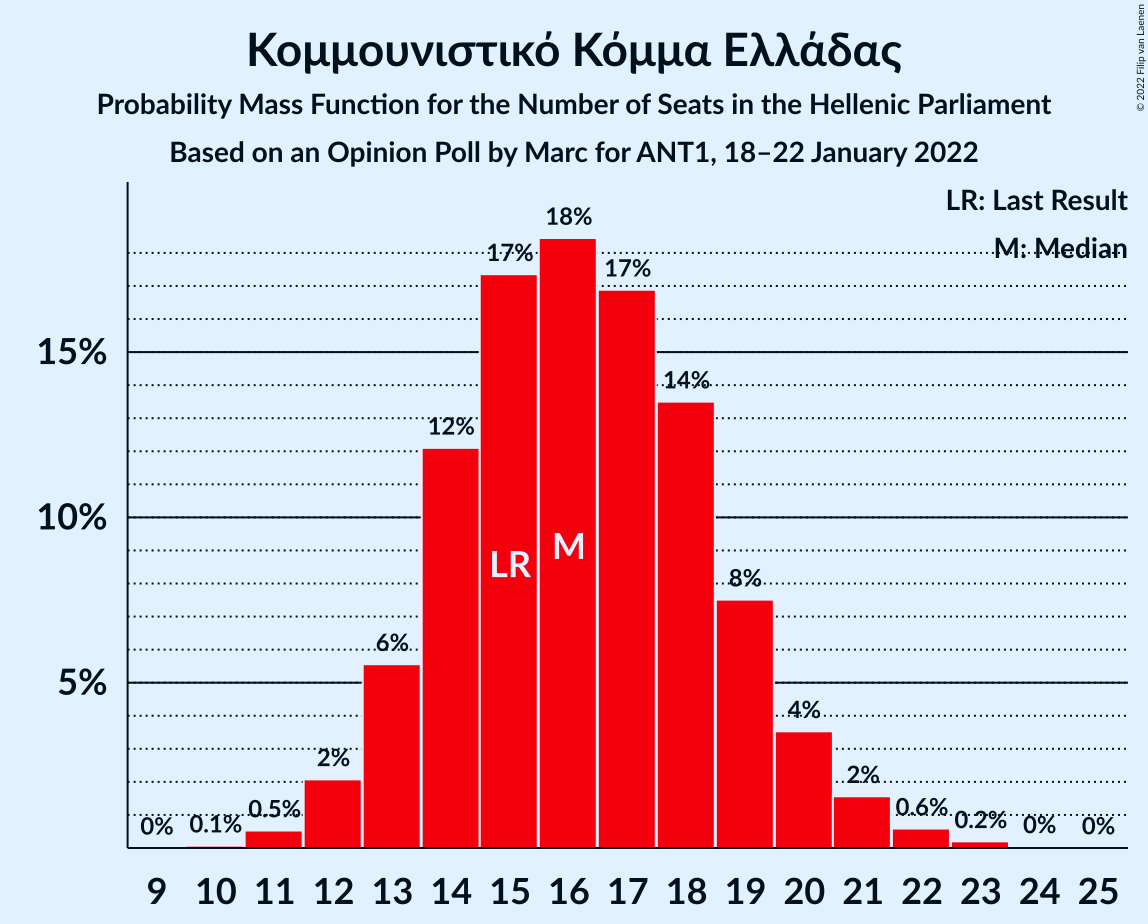 Κομμουνιστικό Κόμμα Ελλάδας
Probability Mass Function for the Number of Seats in the Hellenic Parliament
Based on an Opinion Poll by Marc for ANT1, 18–22 January 2022
© 2022 Filip van Laenen
LR: Last Result
M: Median
15%
10%
5%
0%
0.1%
0.5%
2%
6%
12%
17%
18%
17%
14%
8%
4%
2%
0.6%
0.2%
0%
0%
LR
M
9 10 11 12 13 14 15 16 17 18 19 20 21 22 23 24 25